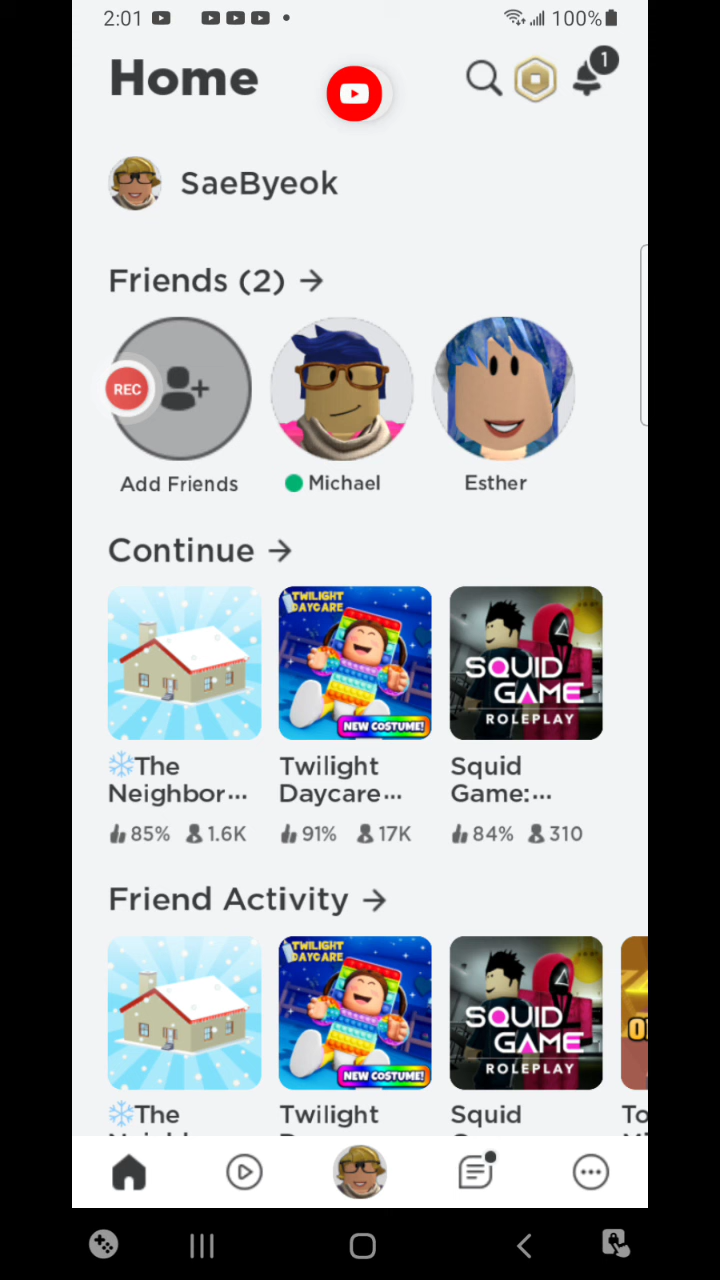 2:01 100%
Home
1
SaeByeok
Friends (2) →
REC
Add Friends
Michael
Esther
Continue →
TWILIGHT
DAYCARE
NEW COSTUME!
SQUID
GAME
ROLEPLAY
❄️The
Neighbor...
Twilight
Daycare...
Squid
Game:...
85% 1.6K
91% 17K
84% 310
Friend Activity →
TWILIGHT
DAYCARE
NEW COSTUME!
SQUID
GAME
ROLEPLAY
❄️The
Twilight
Squid
To